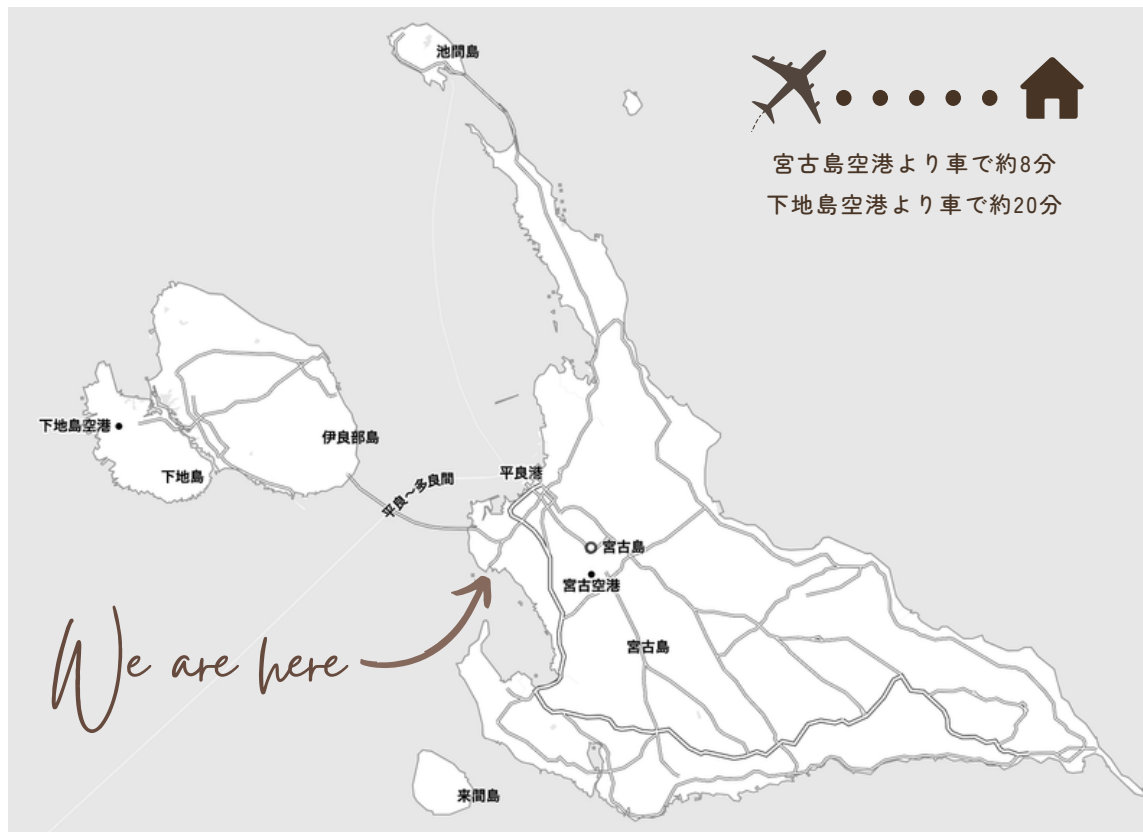 池間島
宮古島空港より車で約8分
下地島空港より車で約20分
下地島空港
伊良部島
下地島
平良港
平良〜多良間
宮古島
宮古空港
宮古島
We are here
来間島